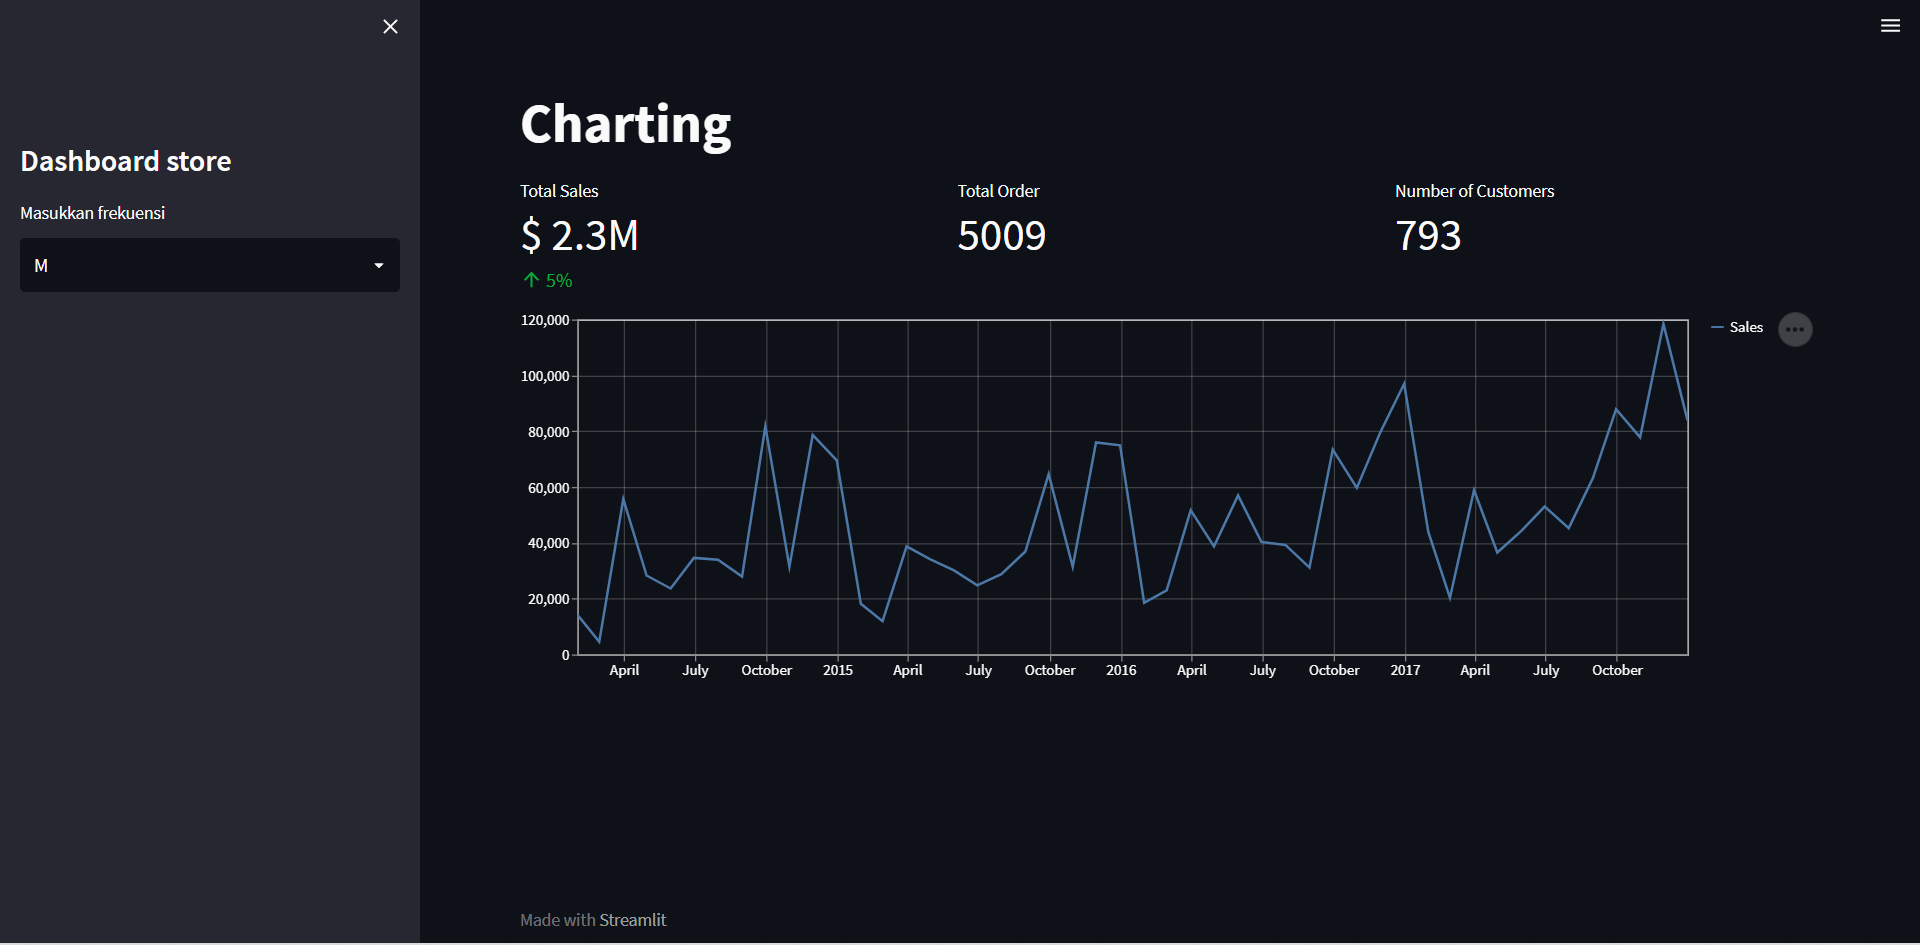 Dashboard store
Masukkan frekuensi
M
Charting
Total Sales
$ 2.3M
5%
Total Order
5009
Number of Customers
793
120,000
100,000
80,000
60,000
40,000
20,000
0
April July October 2015 April July October 2016 April July October 2017 April July October
Sales
Made with Streamlit